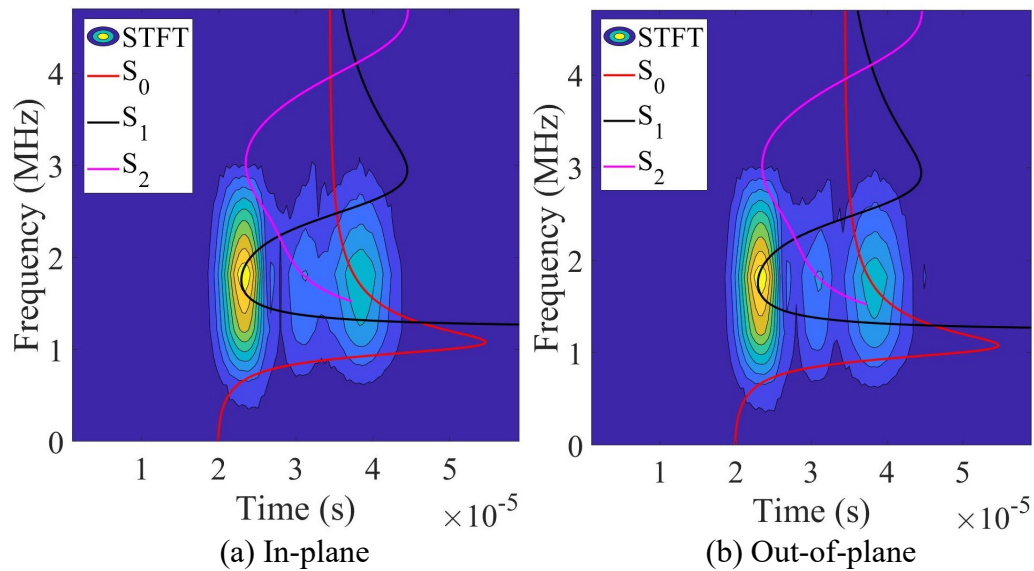 STFT
S0
S1
S2
Frequency (MHz)
4
3
2
1
0
1 2 3 4 5
Time (s) ×10-5
(a) In-plane
STFT
S0
S1
S2
Frequency (MHz)
4
3
2
1
0
1 2 3 4 5
Time (s) ×10-5
(b) Out-of-plane